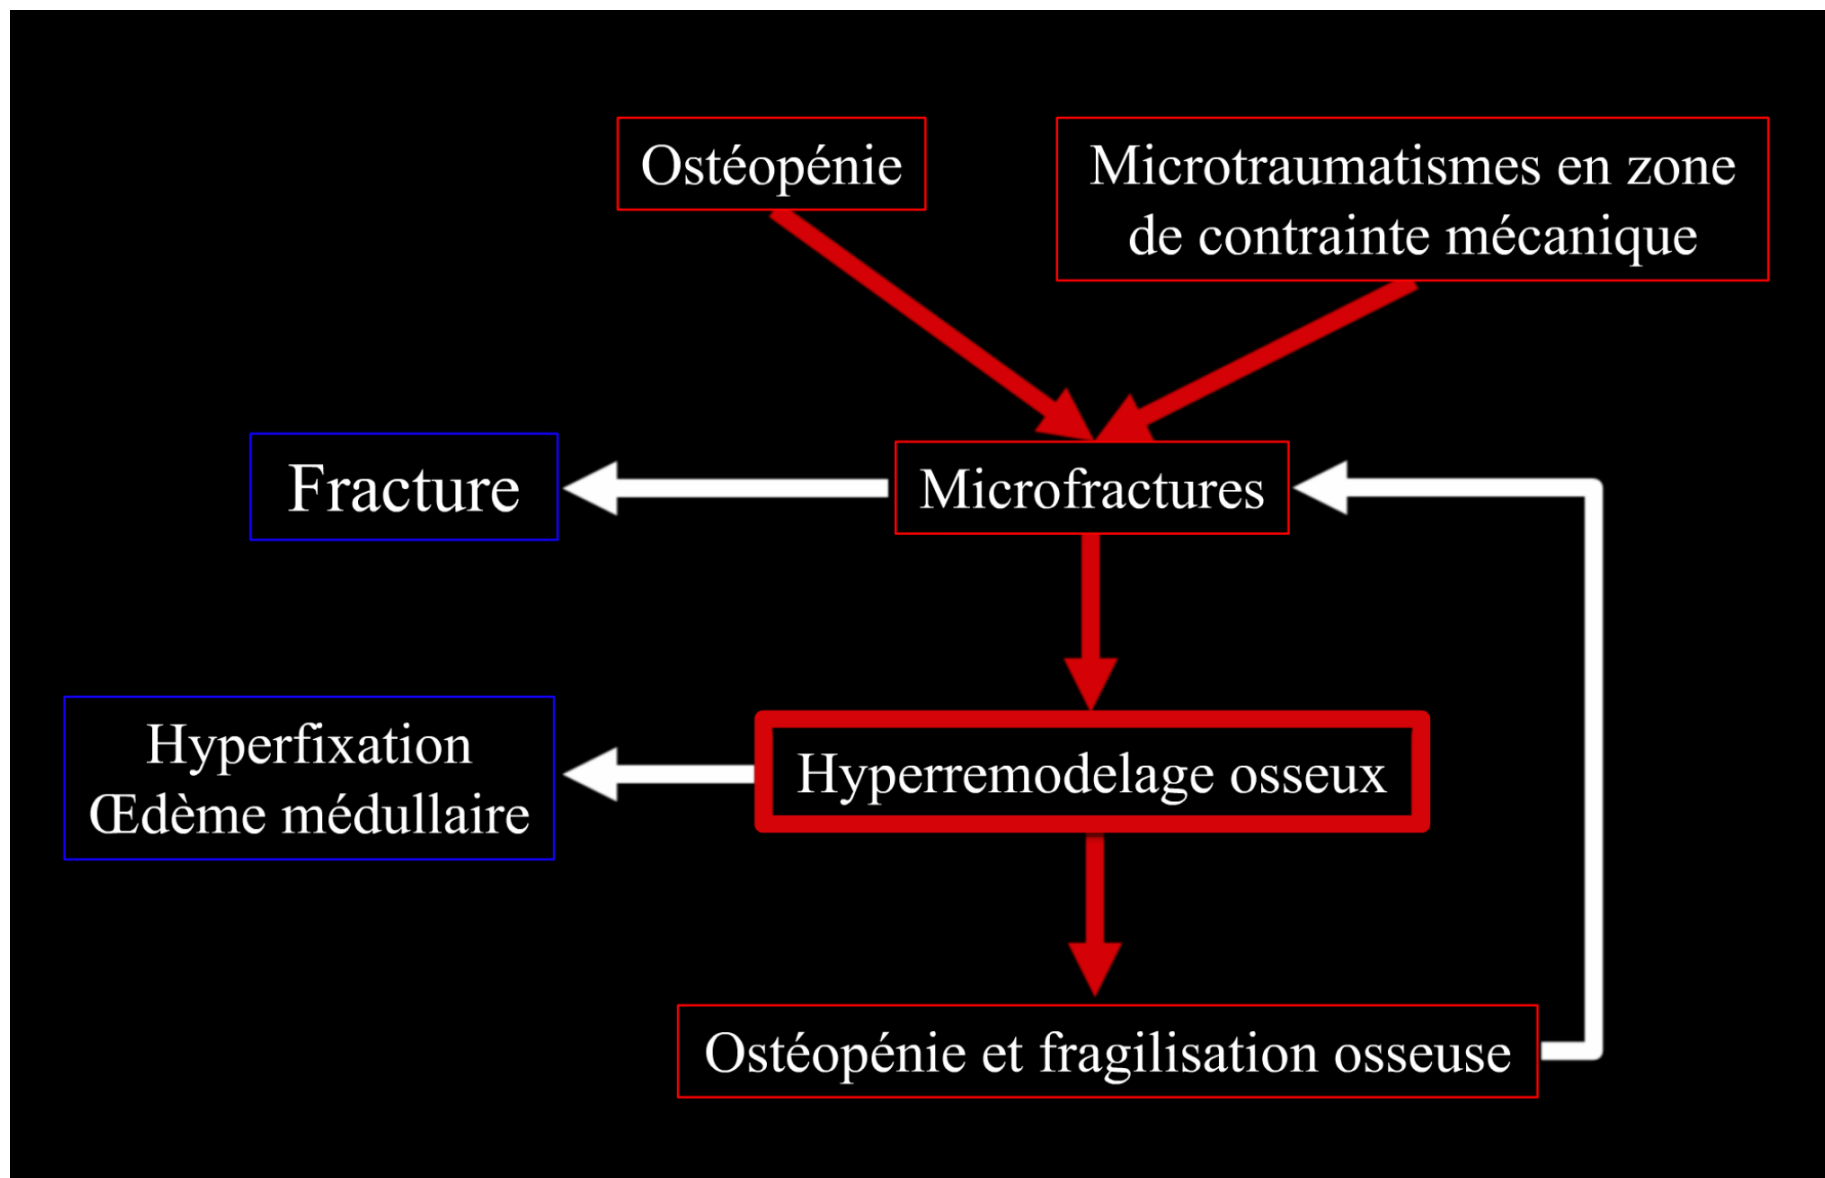 Ostéopénie
Microtraumatismes en zone
de contrainte mécanique
Fracture
Microfractures
Hyperfixation
Œdème médullaire
Hyperremodelage osseux
Ostéopénie et fragilisation osseuse